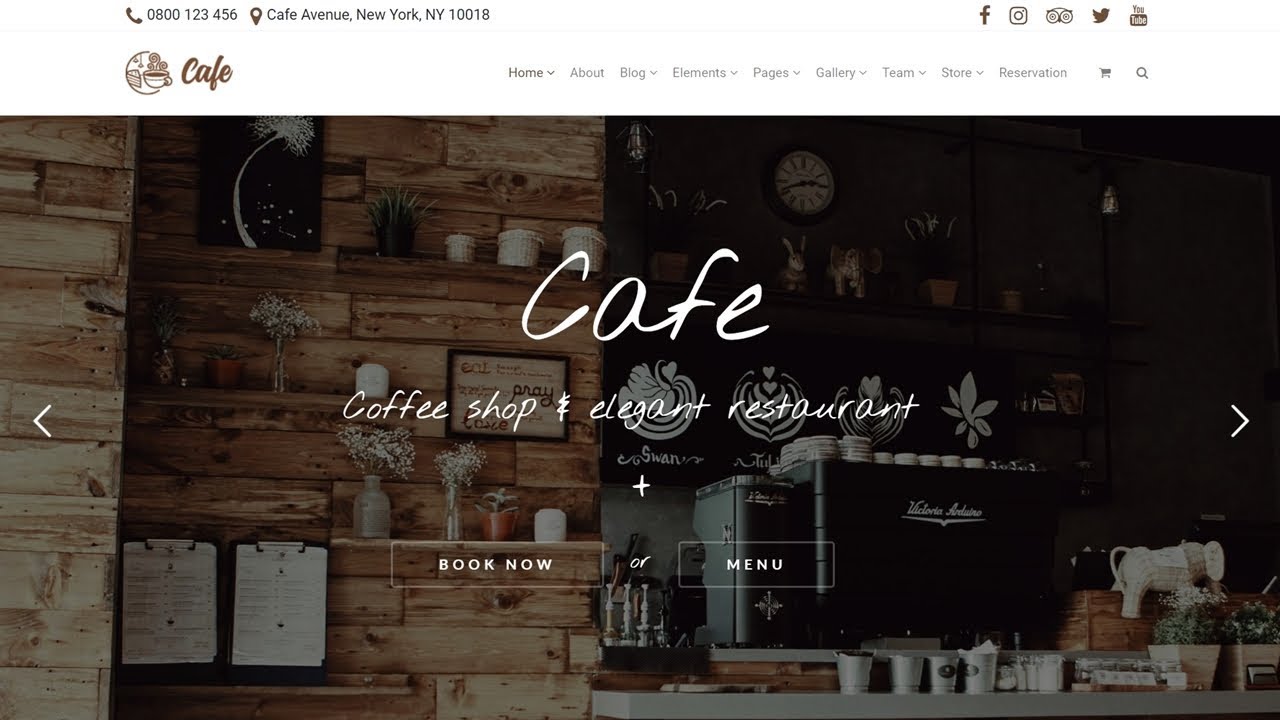 0800 123 456 Cafe Avenue, New York, NY 10018
You
Tube
Cafe
Home About Blog Elements Pages Gallery Team Store Reservation
Cafe
eat
pray
love
Coffee shop & elegant restaurant
Swan
+
Victoria Arduino
BOOK NOW or MENU